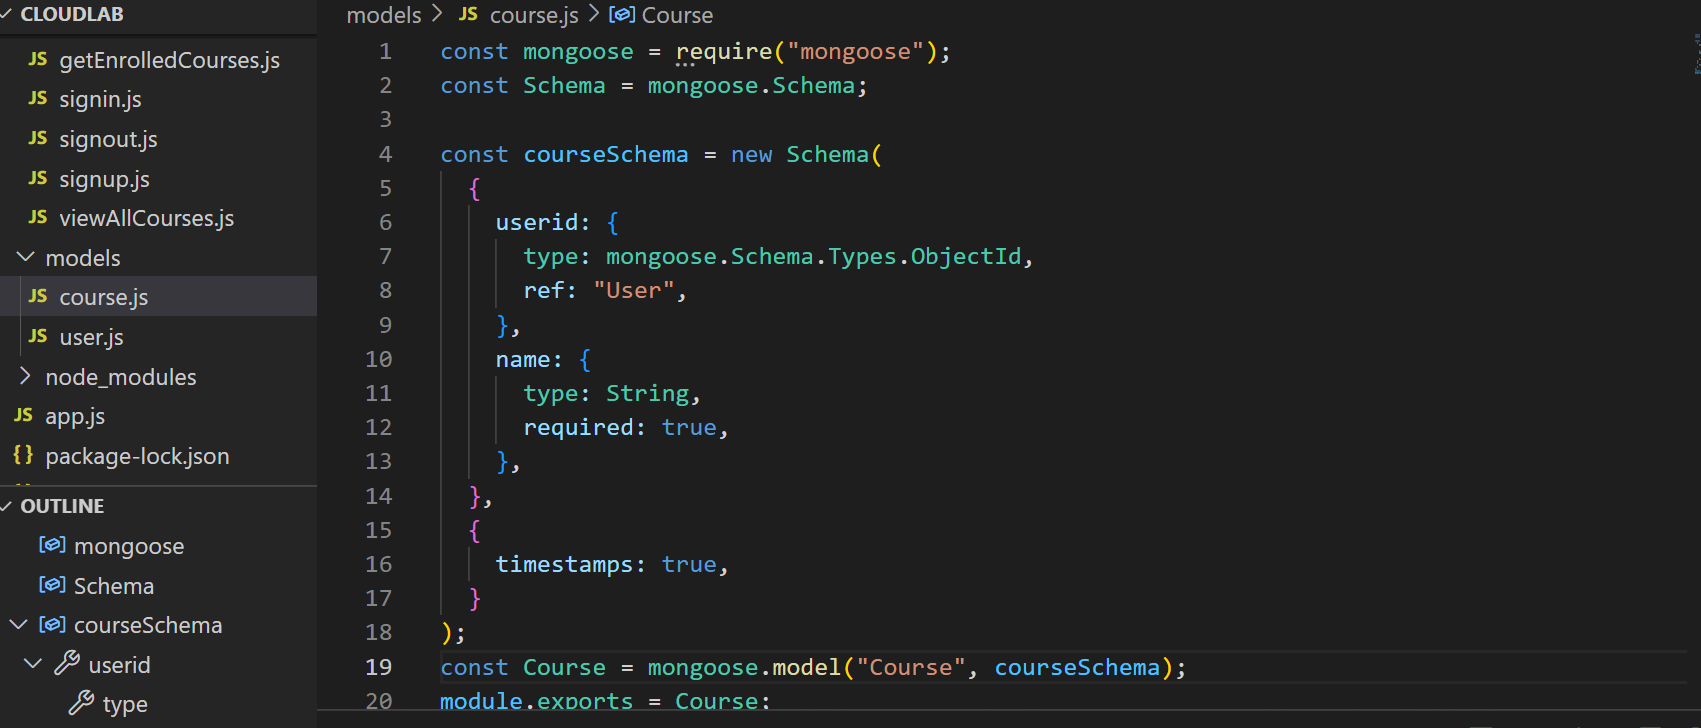 CLOUDLAB
JS getEnrolledCourses.js
JS signin.js
JS signout.js
JS signup.js
JS viewAllCourses.js
models
JS course.js
JS user.js
node_modules
JS app.js
{} package-lock.json
OUTLINE
mongoose
Schema
courseSchema
userid
type
models > JS course.js > Course
1 const mongoose = require("mongoose");
2 const Schema = mongoose.Schema;
3
4 const courseSchema = new Schema(
5 {
6 userid: {
7 type: mongoose.Schema.Types.ObjectId,
8 ref: "User",
9 },
10 name: {
11 type: String,
12 required: true,
13 },
14 },
15 {
16 timestamps: true,
17 }
18 );
19 const Course = mongoose.model("Course", courseSchema);
20 module.exports = Course;